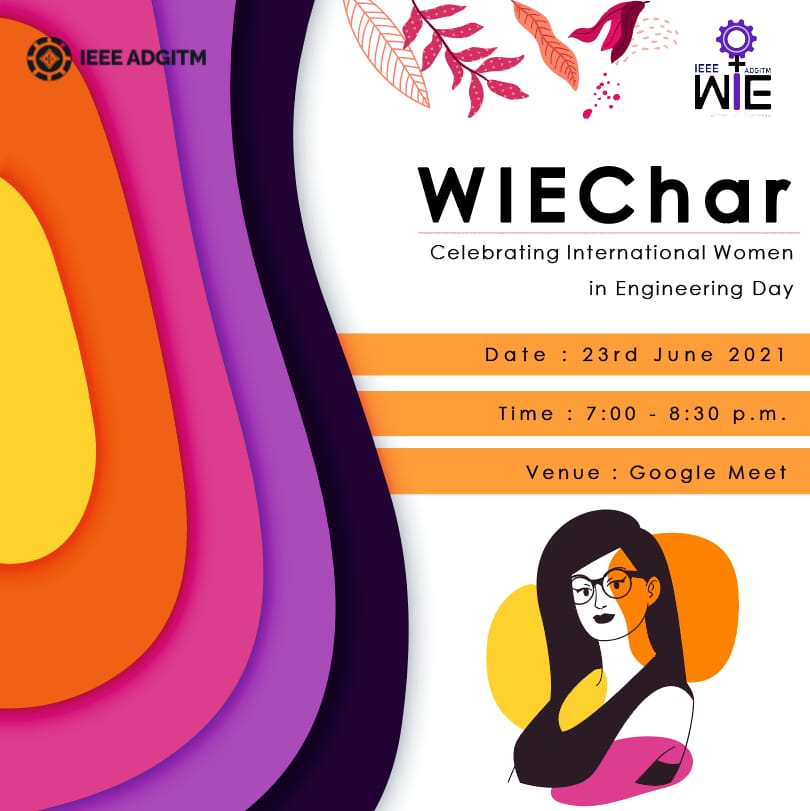 IEEE ADGITM
IEEE ADGITM
WIE
WIEChar
Celebrating International Women
in Engineering Day
Date : 23rd June 2021
Time : 7:00 - 8:30 p.m.
Venue : Google Meet